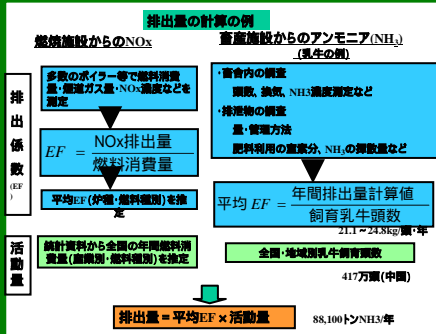 排出量の計算の例
燃焼施設からのNOx
畜産施設からのアンモニア(NH3)
(乳牛の例)
排出係数
(EF)
多数のボイラー等で燃料消費
量・煙道ガス量・NOx濃度などを
測定
EF = NOx排出量
燃料消費量
平均EF(炉種・燃料種別)を推
定
・畜舎内の調査
頭数、換気、NH3濃度測定など
・排泄物の調査
量・管理方法
肥料利用の窒素分、NH3の揮散量など
平均 EF = 年間排出量計算値
飼育乳牛頭数
21.1~24.8kg/頭・年
活動量
統計資料から全国の年間燃料消
費量(産業別・燃料種別)を推定
全国・地域別乳牛飼育頭数
417万頭(中国)
排出量=平均EF×活動量
88,100トンNH3/年